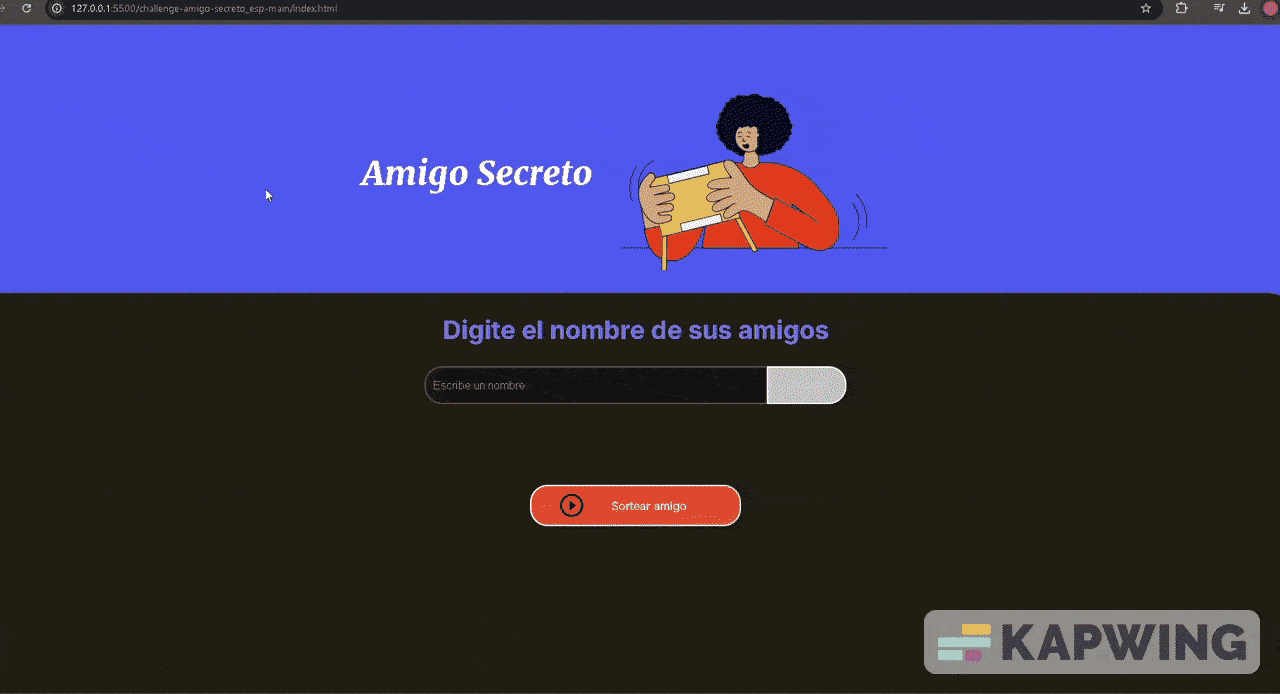 127.0.0.1:5500/challenge-amigo-secreto_esp-main/index.html
Amigo Secreto
Digite el nombre de sus amigos
Escribe un nombre
Sortear amigo
KAPWING